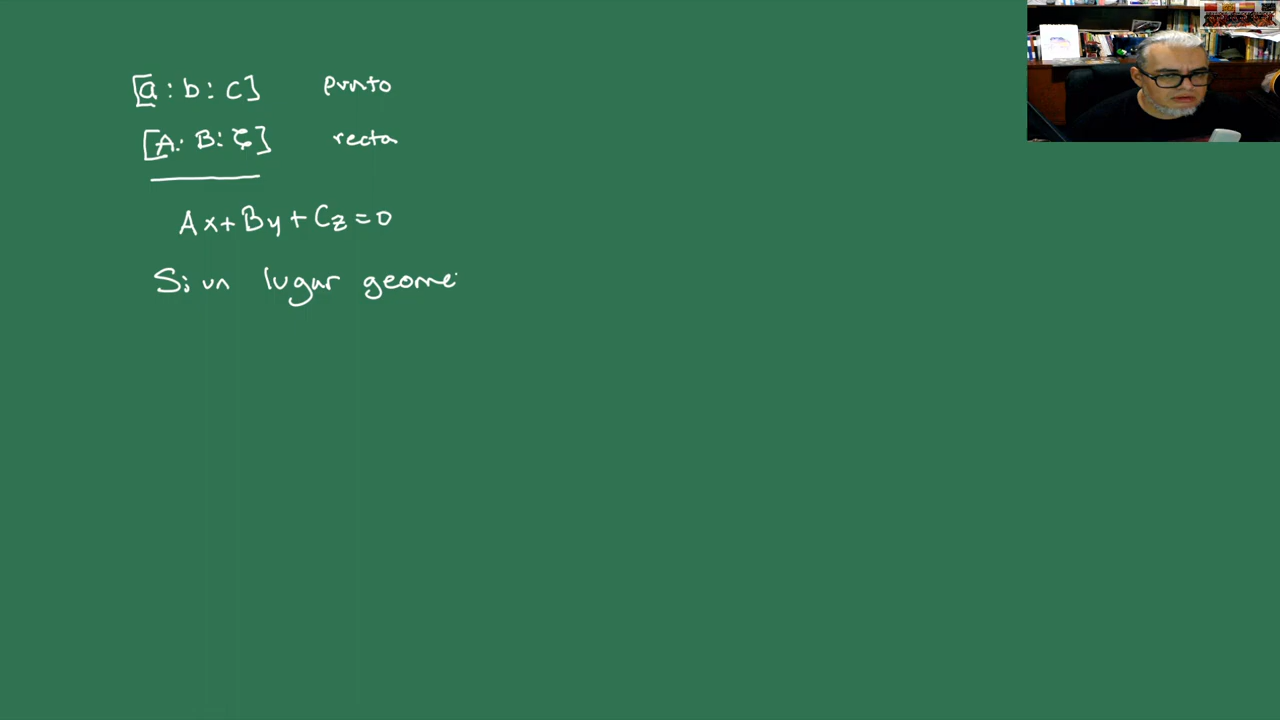 [a : b : c] punto
[A : B : C] recta
Ax + By + Cz = 0
Si un lugar geome